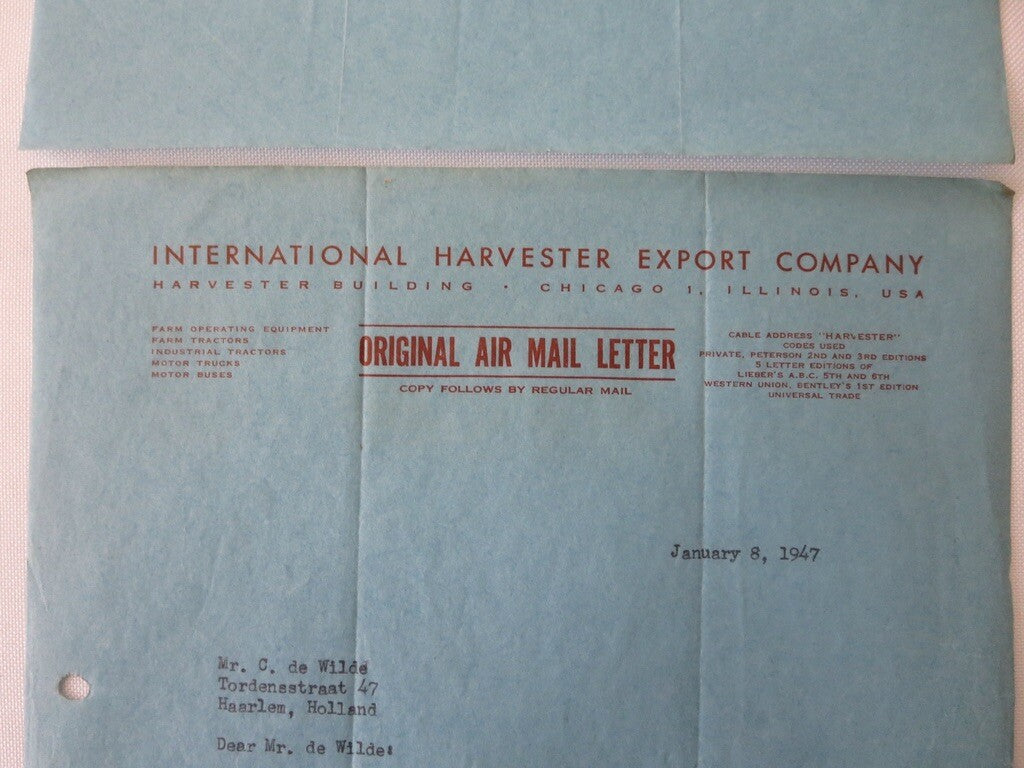 INTERNATIONAL HARVESTER EXPORT COMPANY
HARVESTER BUILDING • CHICAGO 1, ILLINOIS, USA
FARM OPERATING EQUIPMENT
FARM TRACTORS
INDUSTRIAL TRACTORS
MOTOR TRUCKS
MOTOR BUSES
ORIGINAL AIR MAIL LETTER
COPY FOLLOWS BY REGULAR MAIL
CABLE ADDRESS "HARVESTER"
CODES USED
PRIVATE, PETERSON 2ND AND 3RD EDITIONS
5 LETTER EDITIONS OF
LIEBER'S A.B.C. 5TH AND 6TH
WESTERN UNION, BENTLEY'S 1ST EDITION
UNIVERSAL TRADE
January 8, 1947
Mr. C. de Wilde
Tordensstraat 47
Haarlem, Holland
Dear Mr. de Wilde: